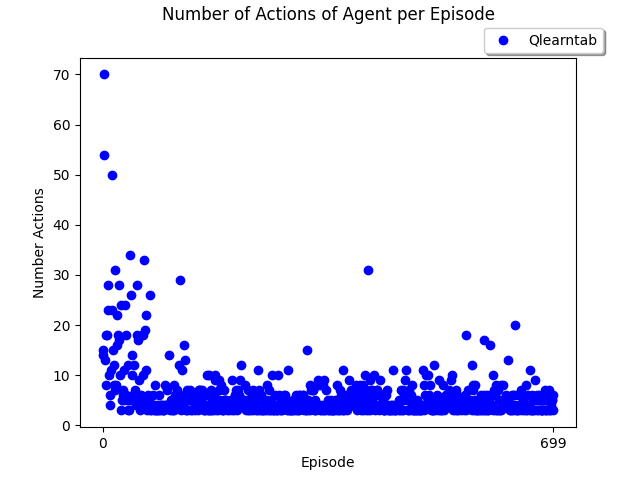 Number of Actions of Agent per Episode
Qlearntab
70
60
50
40
30
20
10
0
Number Actions
0 699
Episode